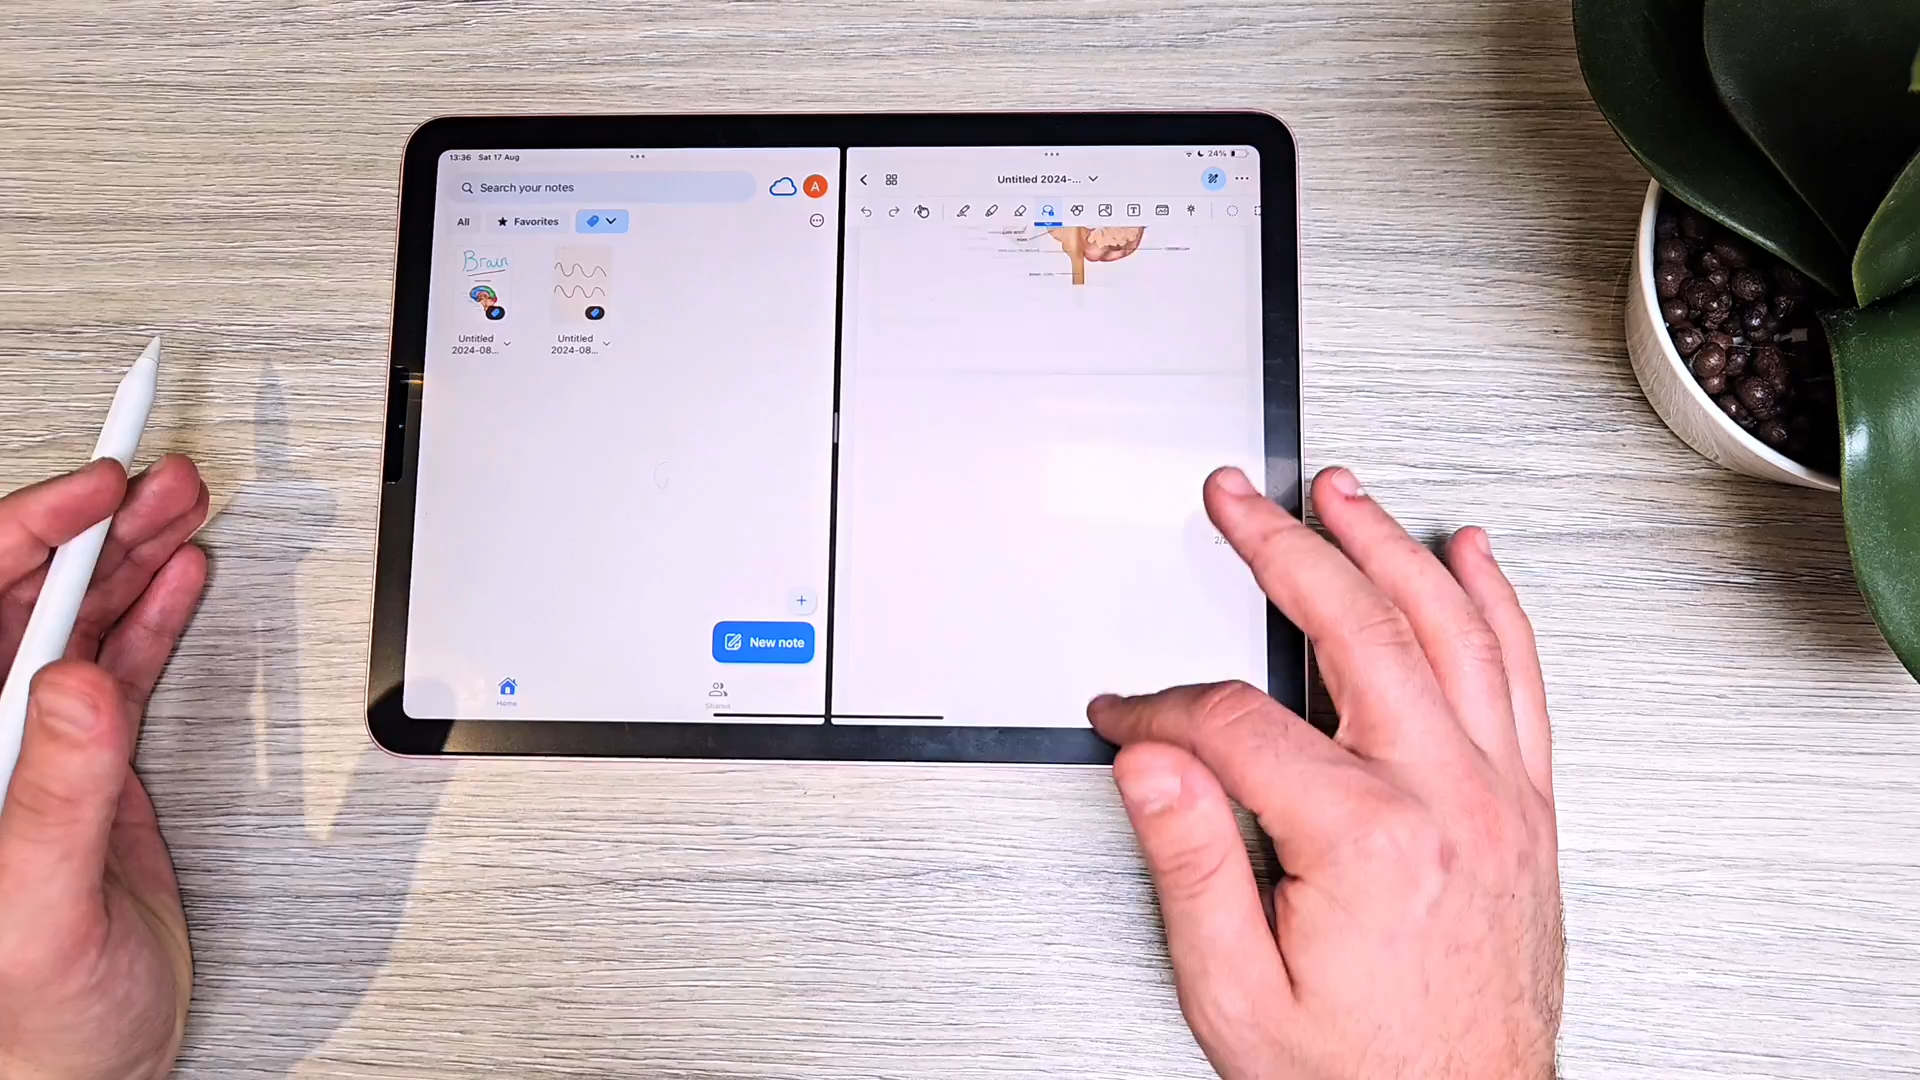 13:36 Sat 17 Aug
Search your notes
A
All
Favorites
Brain
Untitled
2024-08...
Untitled
2024-08...
New note
Home
Shared
24%
Untitled 2024-...